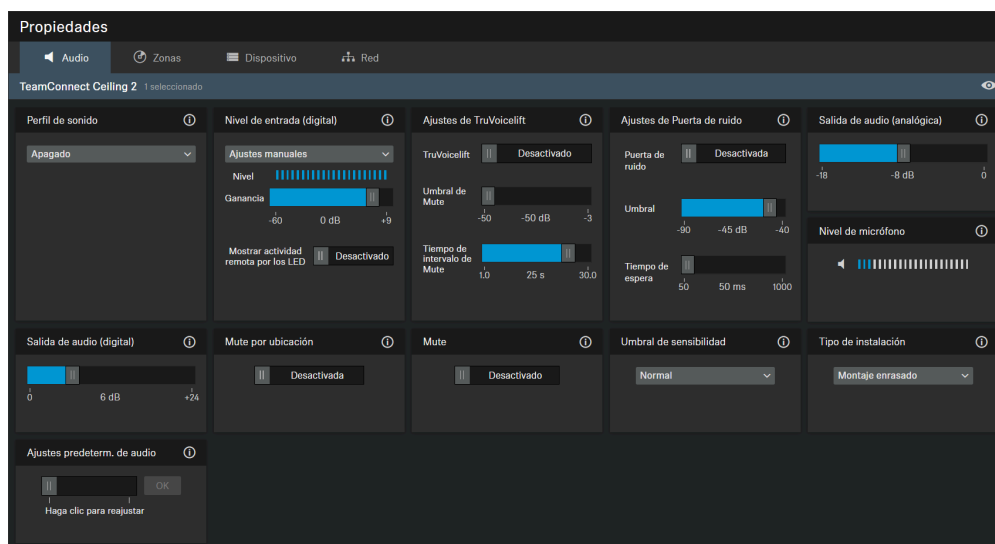 Propiedades
Audio
Zonas
Dispositivo
Red
TeamConnect Ceiling 2 1 seleccionado
Perfil de sonido
Apagado
Nivel de entrada (digital)
Ajustes manuales
Nivel
Ganancia
-60 0 dB +9
Mostrar actividad
remota por los LED
Desactivado
Ajustes de TruVoicelift
TruVoicelift
Desactivado
Umbral de
Mute
-50 -50 dB -3
Tiempo de
intervalo de
Mute
1.0 25 s 30.0
Ajustes de Puerta de ruido
Puerta de
ruido
Desactivada
Umbral
-90 -45 dB -40
Tiempo de
espera
50 50 ms 1000
Salida de audio (analógica)
-18 -8 dB 0
Nivel de micrófono
Salida de audio (digital)
0 6 dB +24
Mute por ubicación
Desactivada
Mute
Desactivado
Umbral de sensibilidad
Normal
Tipo de instalación
Montaje enrasado
Ajustes predeterm. de audio
OK
Haga clic para reajustar